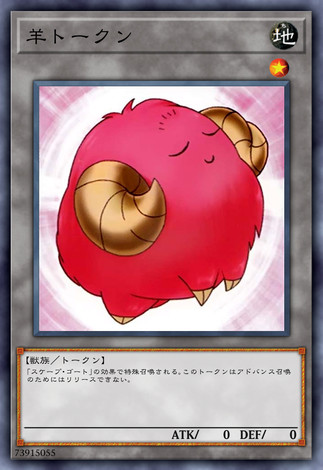 羊トークン
地
【獣族/トークン】
「スケープ・ゴート」の効果で特殊召喚される。このトークンはアドバンス召喚
のためにはリリースできない。
ATK/ 0 DEF/ 0
73915055